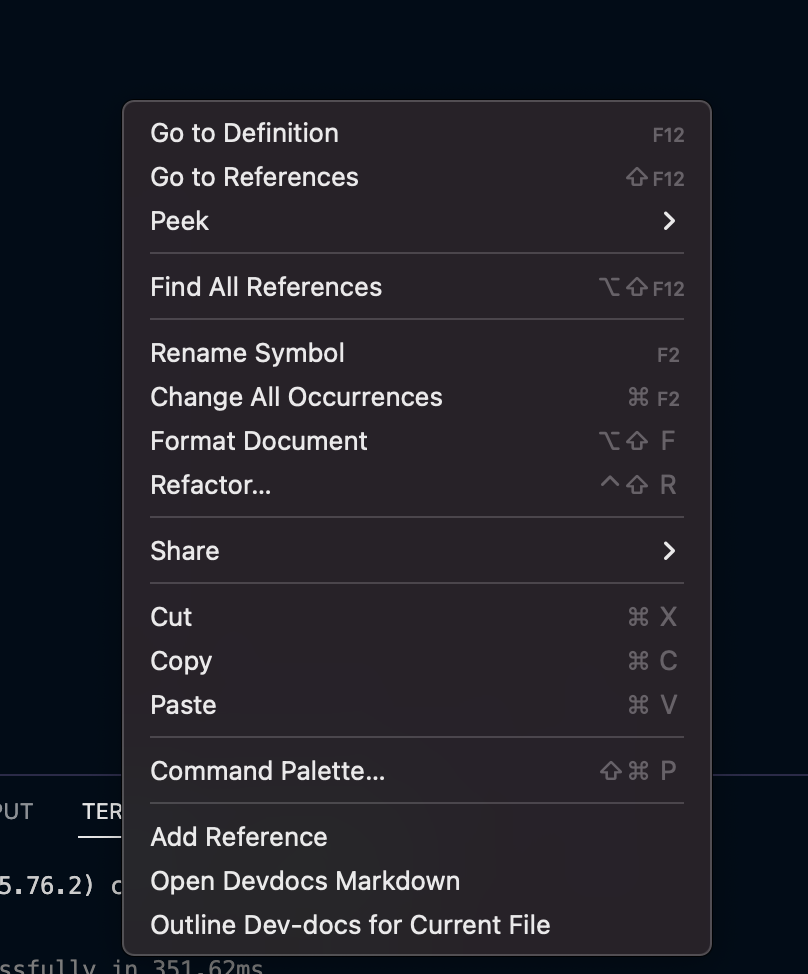 Go to Definition F12
Go to References ⇧F12
Peek
Find All References ⌥⇧F12
Rename Symbol F2
Change All Occurrences ⌘F2
Format Document ⌥⇧F
Refactor... ^⇧R
Share
Cut ⌘X
Copy ⌘C
Paste ⌘V
Command Palette... ⇧⌘P
PUT TER
Add Reference
5.76.2) c
Open Devdocs Markdown
Outline Dev-docs for Current File
ssfully in 351.62ms